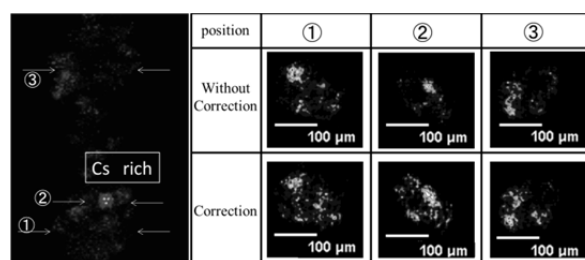 ③
Cs rich
②
①
position ① ② ③
Without
Correction
100 µm 100 µm 100 µm
Correction
100 µm 100 µm 100 µm